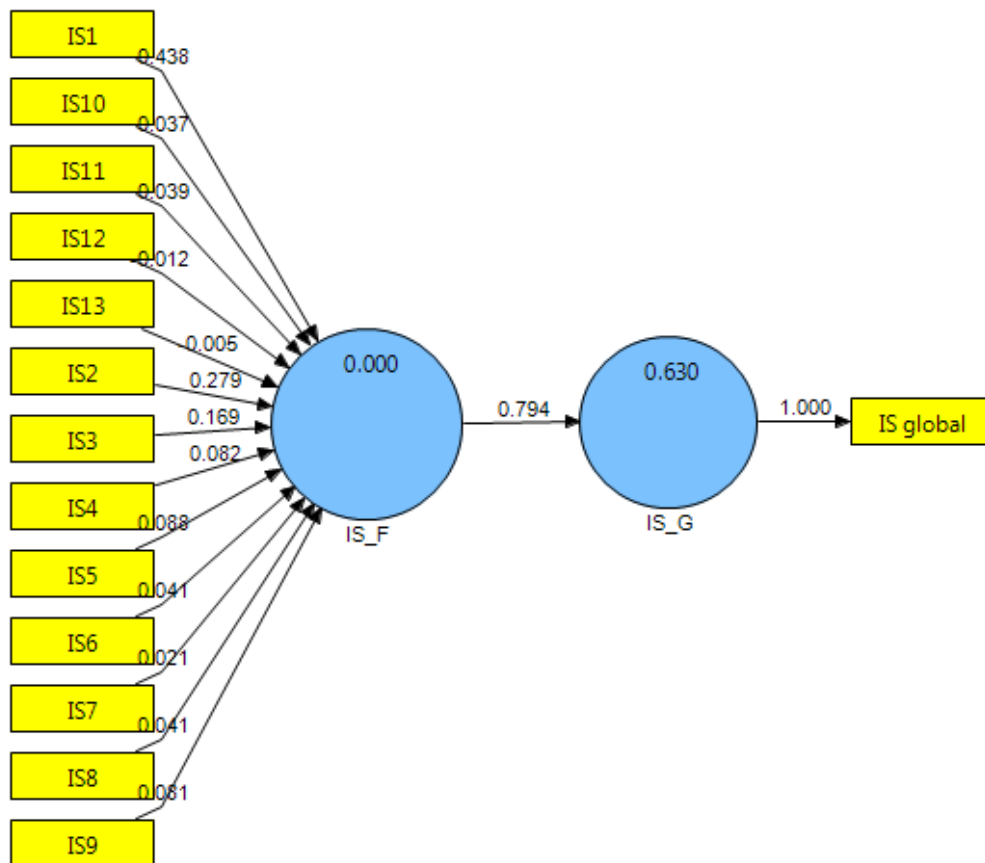 IS1
0.438
IS10
0.037
IS11
0.039
IS12
-0.012
IS13
0.005
IS2
0.279
IS3
0.169
IS4
0.082
IS5
0.088
IS6
0.041
IS7
0.021
IS8
0.041
IS9
0.081
0.000
IS_F
0.794
0.630
IS_G
1.000
IS global